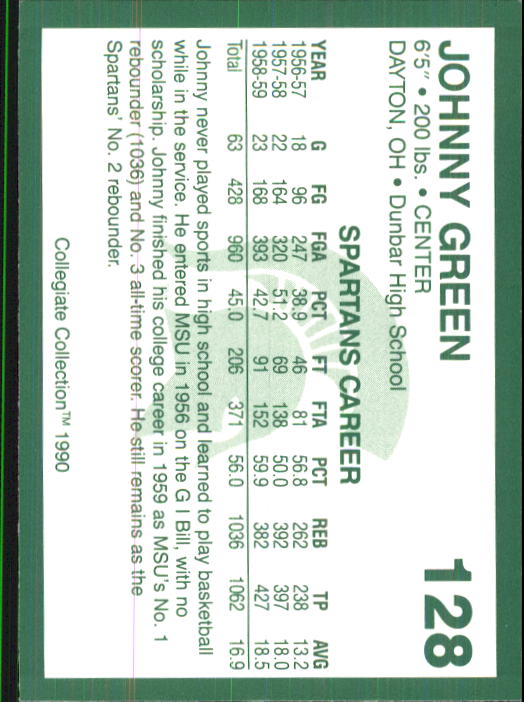 JOHNNY GREEN 128
6'5" • 200 lbs. • CENTER
DAYTON, OH • Dunbar High School
SPARTANS CAREER
YEAR G FG FGA PCT FT FTA PCT REB TP AVG
1956-57 18 96 247 38.9 46 81 56.8 262 238 13.2
1957-58 22 164 320 51.2 69 138 50.0 392 397 18.0
1958-59 23 168 393 42.7 91 152 59.9 382 427 18.5
Total 63 428 960 45.0 206 371 56.0 1036 1062 16.9
Johnny never played sports in high school and learned to play basketball
while in the service. He entered MSU in 1956 on the G I Bill, with no
scholarship. Johnny finished his college career in 1959 as MSU's No. 1
rebounder (1036) and No. 3 all-time scorer. He still remains as the
Spartans' No. 2 rebounder.
Collegiate Collection™ 1990